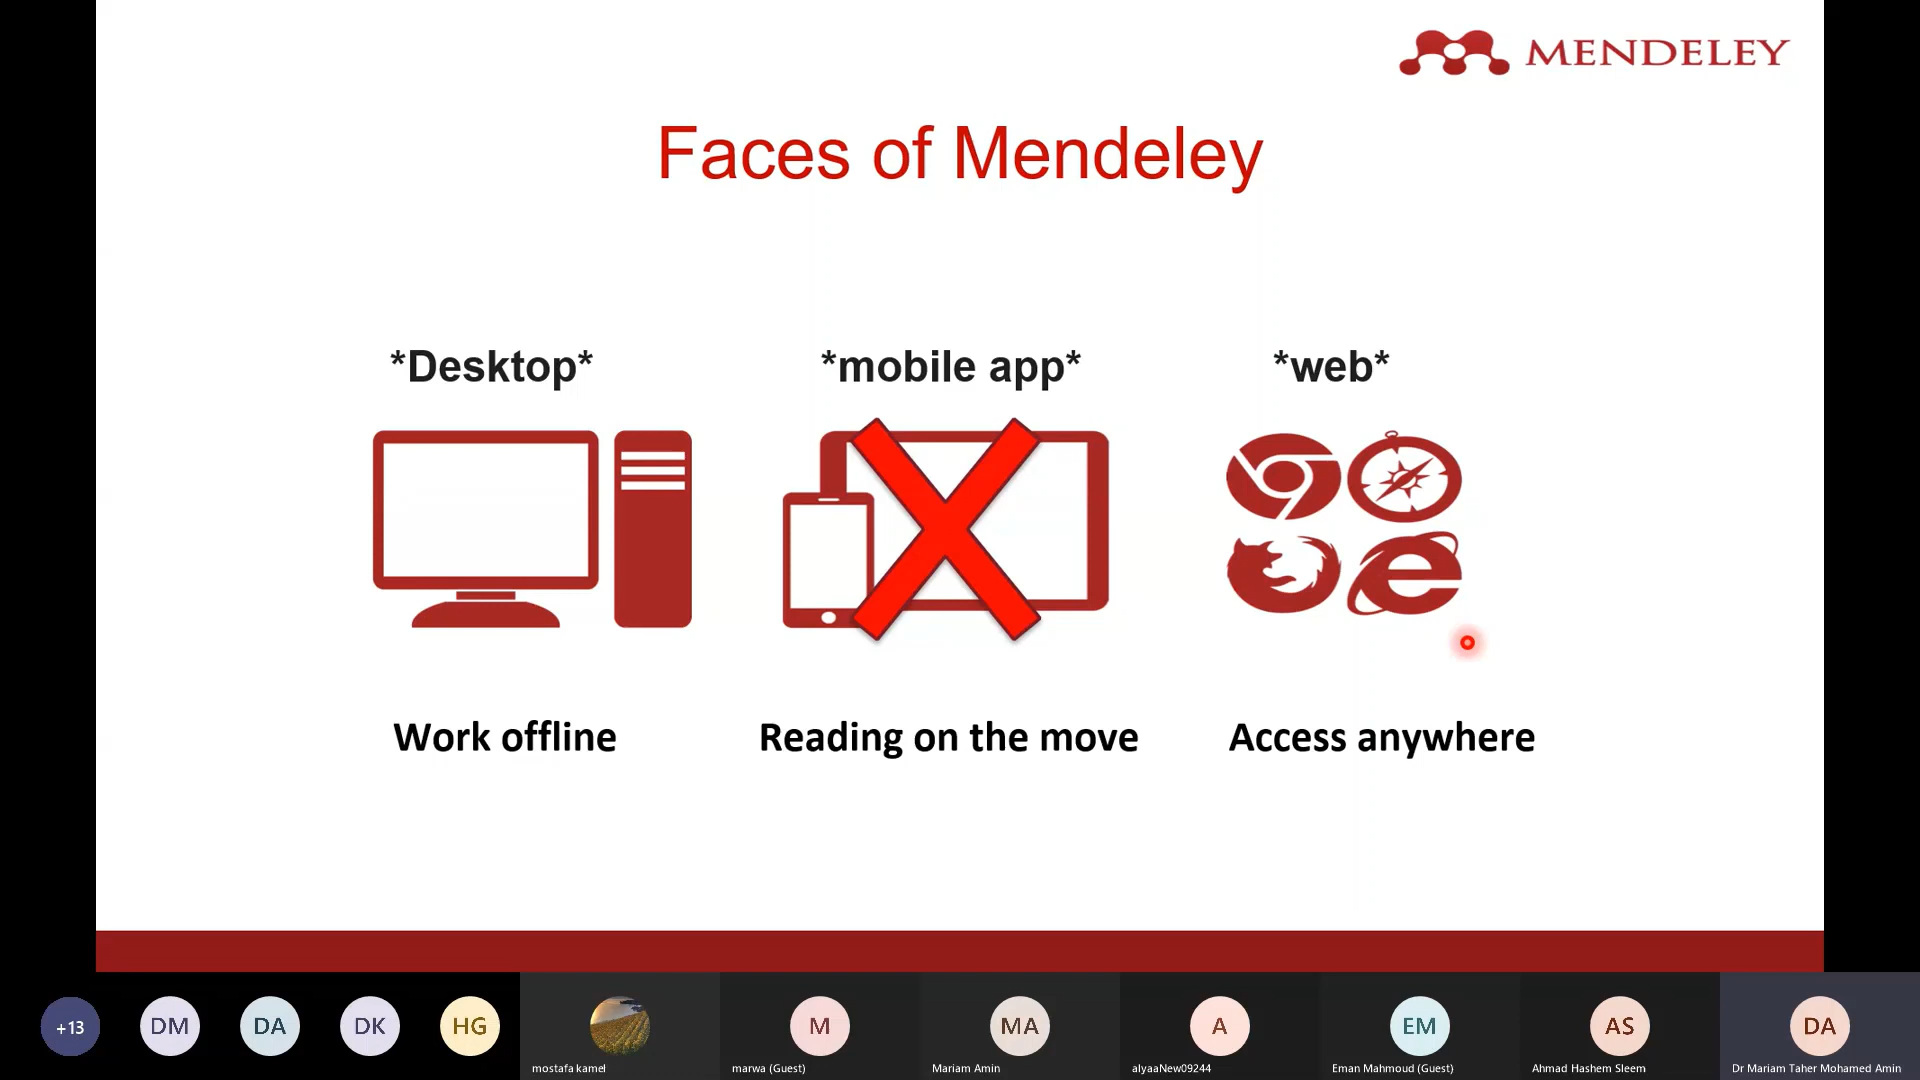 MENDELEY
Faces of Mendeley
*Desktop* *mobile app* *web*
Work offline Reading on the move Access anywhere
+13 DM DA DK HG M MA A EM AS DA
mostafa kamel marwa (Guest) Mariam Amin alyaaNew09244 Eman Mahmoud (Guest) Ahmad Hashem Sleem Dr Mariam Taher Mohamed Amin